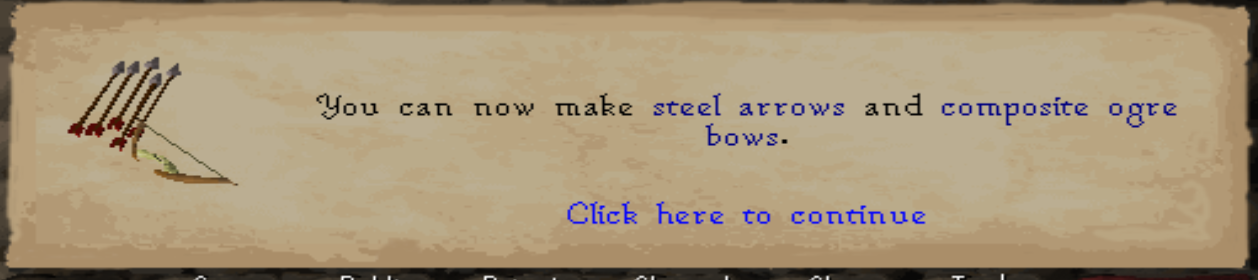 You can now make steel arrows and composite ogre
bows.
Click here to continue